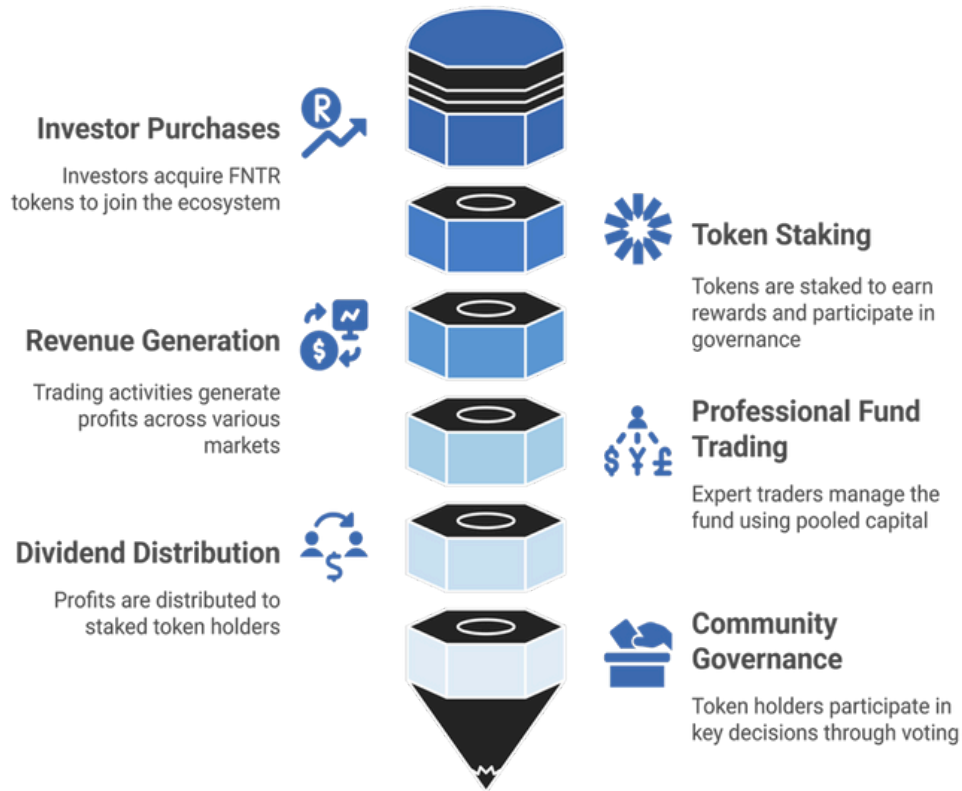 Investor Purchases
Investors acquire FNTR
tokens to join the ecosystem
Token Staking
Tokens are staked to earn
rewards and participate in
governance
Revenue Generation
Trading activities generate
profits across various
markets
Professional Fund
Trading
Expert traders manage the
fund using pooled capital
Dividend Distribution
Profits are distributed to
staked token holders
Community
Governance
Token holders participate in
key decisions through voting